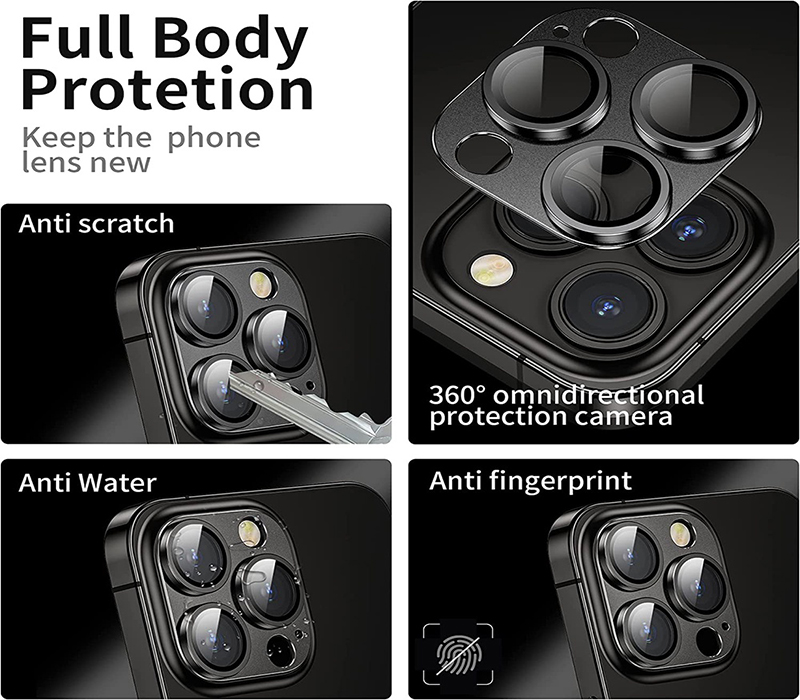 Full Body
Protetion
Keep the phone
lens new
Anti scratch
360° omnidirectional
protection camera
Anti Water
Anti fingerprint